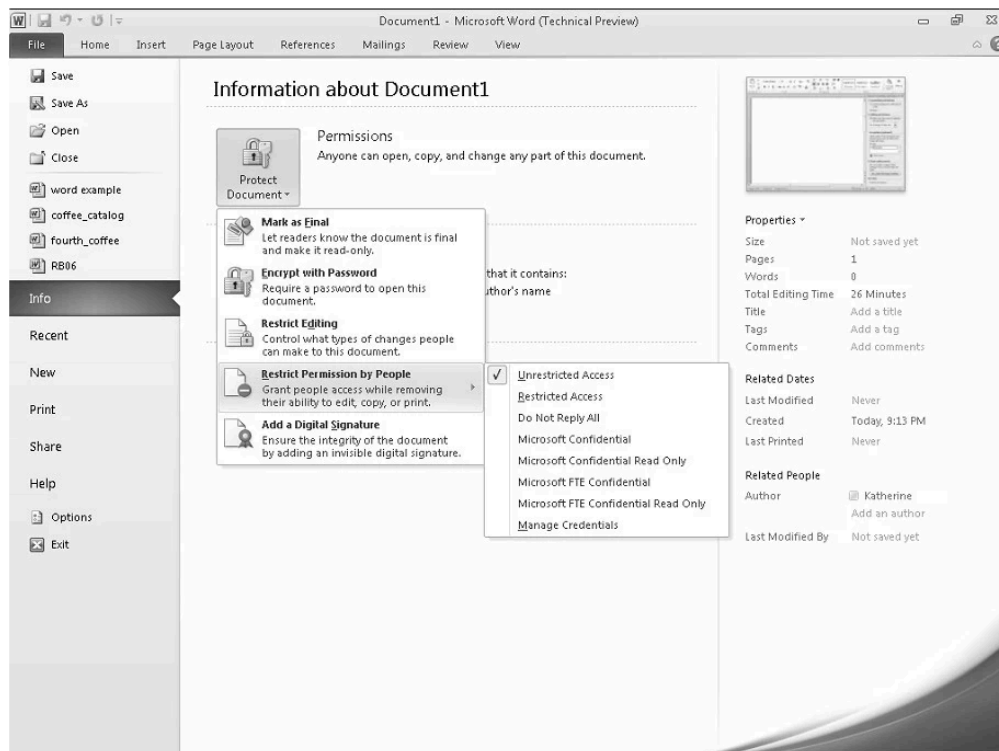 Document1 - Microsoft Word (Technical Preview)
File Home Insert Page Layout References Mailings Review View
Save
Save As
Open
Close
word example
coffee_catalog
fourth_coffee
RB06
Info
Recent
New
Print
Share
Help
Options
Exit
Information about Document1
Protect
Document
Permissions
Anyone can open, copy, and change any part of this document.
Mark as Final
Let readers know the document is final
and make it read-only.
Encrypt with Password
Require a password to open this
document.
Restrict Editing
Control what types of changes people
can make to this document.
Restrict Permission by People
Grant people access while removing
their ability to edit, copy, or print.
Add a Digital Signature
Ensure the integrity of the document
by adding an invisible digital signature.
that it contains:
uthor's name
Unrestricted Access
Restricted Access
Do Not Reply All
Microsoft Confidential
Microsoft Confidential Read Only
Microsoft FTE Confidential
Microsoft FTE Confidential Read Only
Manage Credentials
Properties
Size Not saved yet
Pages 1
Words 0
Total Editing Time 26 Minutes
Title Add a title
Tags Add a tag
Comments Add comments
Related Dates
Last Modified Never
Created Today, 9:13 PM
Last Printed Never
Related People
Author Katherine
Add an author
Last Modified By Not saved yet